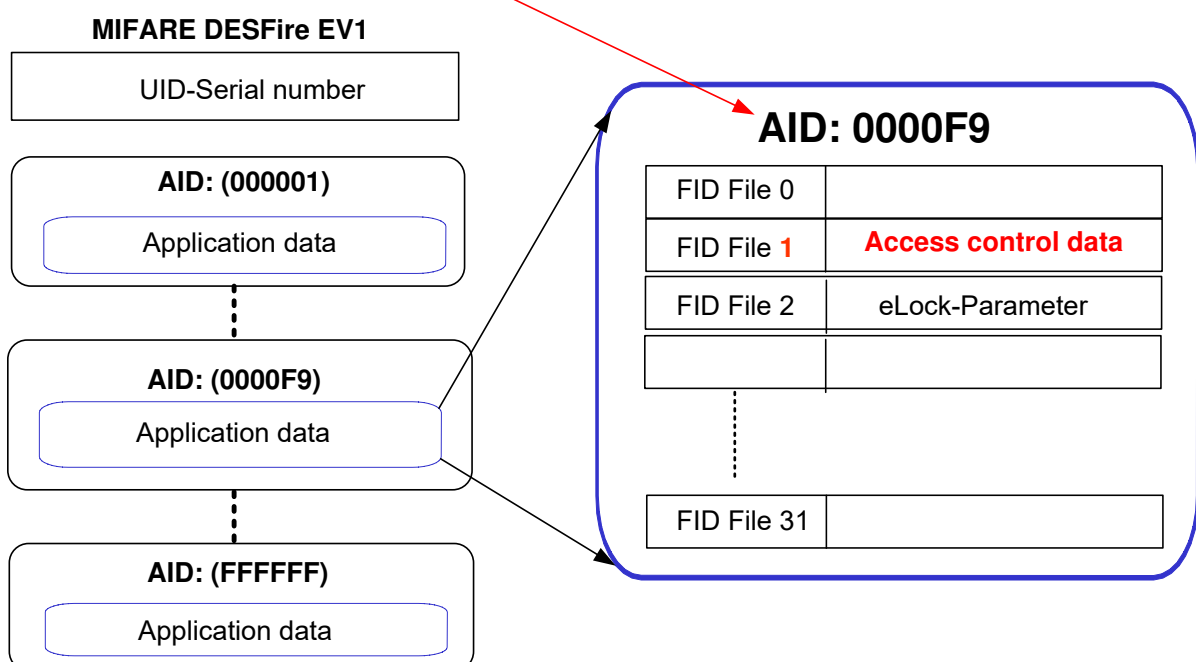 MIFARE DESFire EV1
UID-Serial number
AID: (000001)
Application data
AID: (0000F9)
Application data
AID: (FFFFFF)
Application data
AID: 0000F9
FID File 0
FID File 1 Access control data
FID File 2 eLock-Parameter
FID File 31